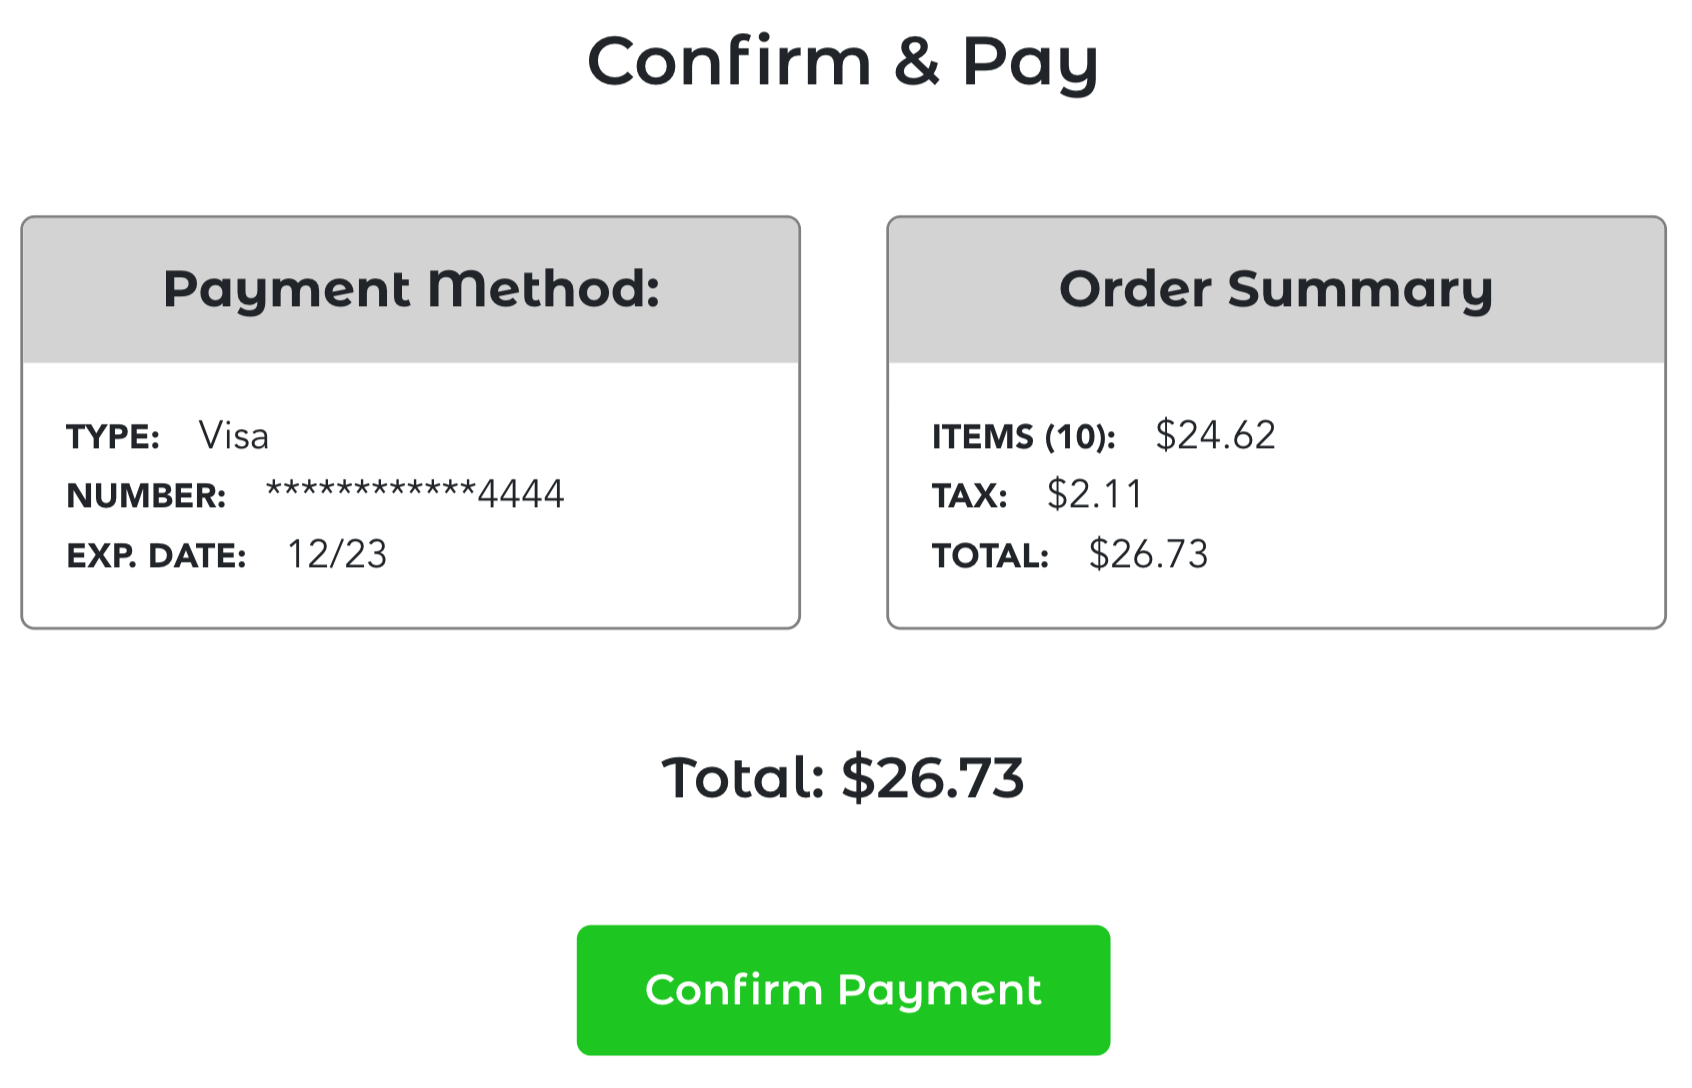 Confirm & Pay
Payment Method:
TYPE: Visa
NUMBER: ************4444
EXP. DATE: 12/23
Order Summary
ITEMS (10): $24.62
TAX: $2.11
TOTAL: $26.73
Total: $26.73
Confirm Payment